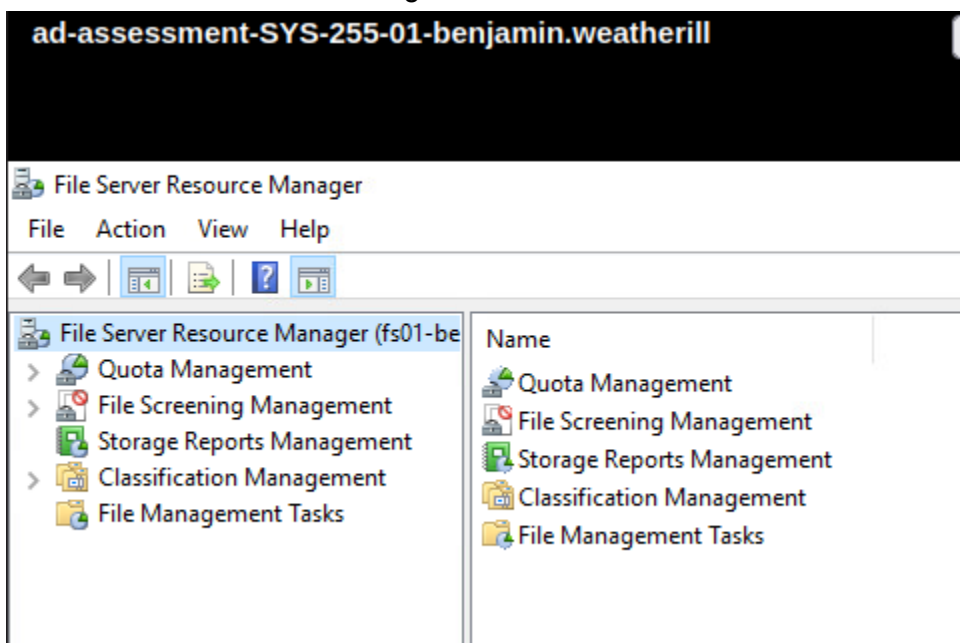 ad-assessment-SYS-255-01-benjamin.weatherill
File Server Resource Manager
File Action View Help
File Server Resource Manager (fs01-be
Quota Management
File Screening Management
Storage Reports Management
Classification Management
File Management Tasks
Name
Quota Management
File Screening Management
Storage Reports Management
Classification Management
File Management Tasks